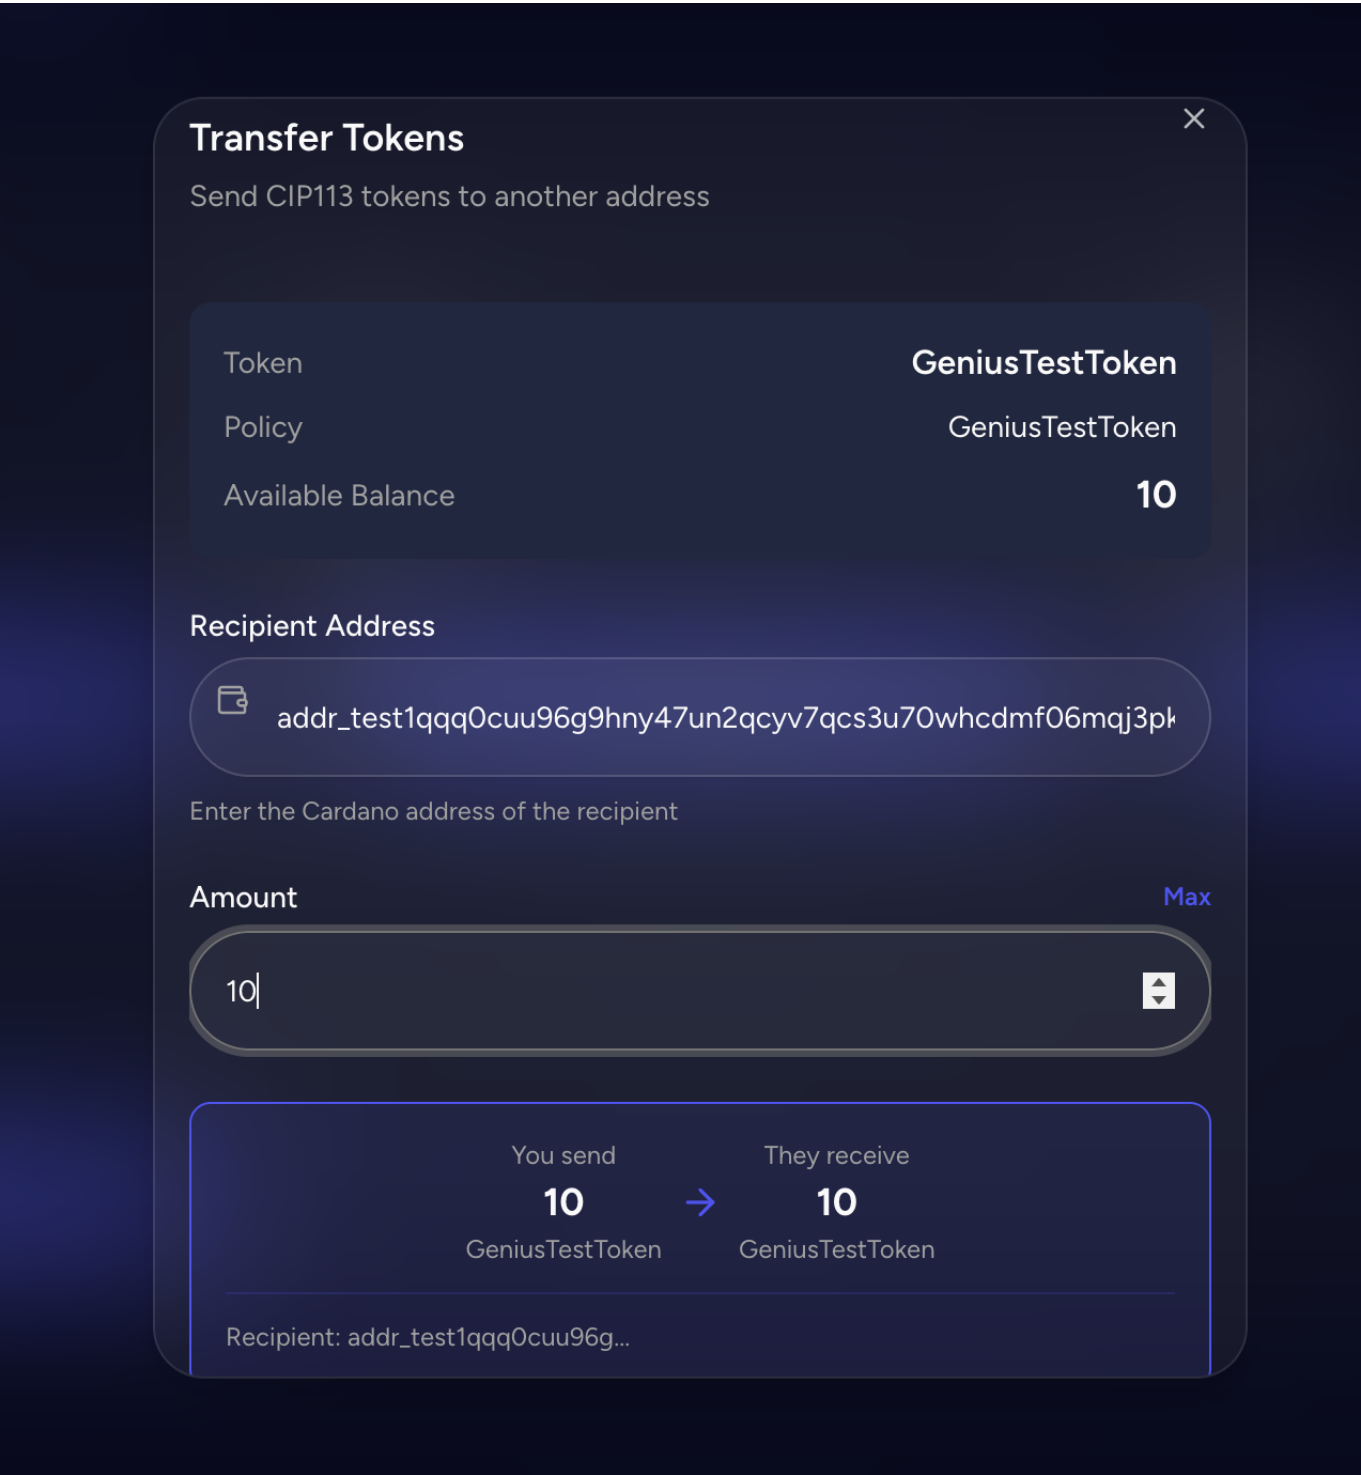 Transfer Tokens
Send CIP113 tokens to another address
Token GeniusTestToken
Policy GeniusTestToken
Available Balance 10
Recipient Address
addr_test1qqq0cuu96g9hny47un2qcyv7qcs3u70whcdmf06mqj3pk
Enter the Cardano address of the recipient
Amount Max
10
You send They receive
10 → 10
GeniusTestToken GeniusTestToken
Recipient: addr_test1qqq0cuu96g...